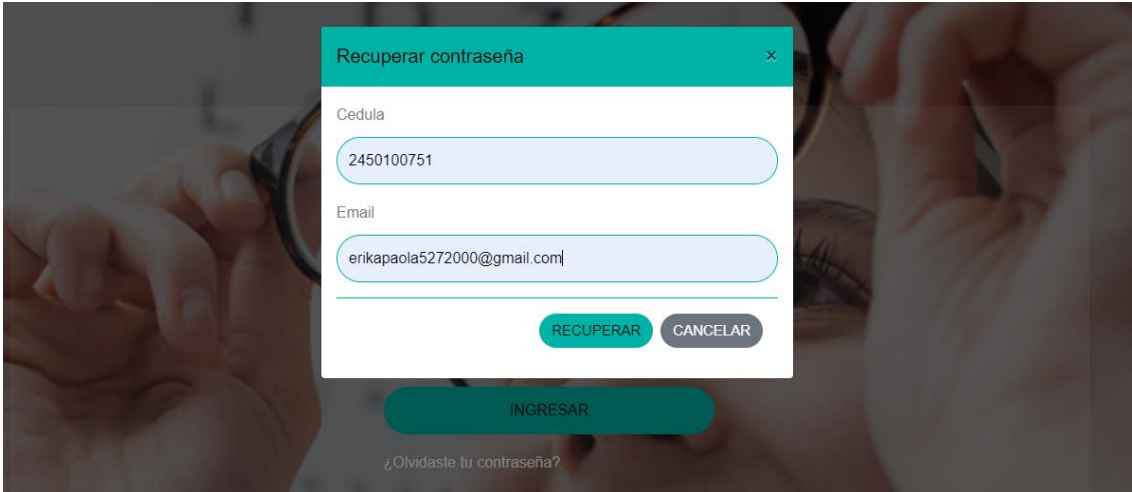 Recuperar contraseña ×
Cedula
2450100751
Email
erikapaola5272000@gmail.com
RECUPERAR CANCELAR
INGRESAR
¿Olvidaste tu contraseña?